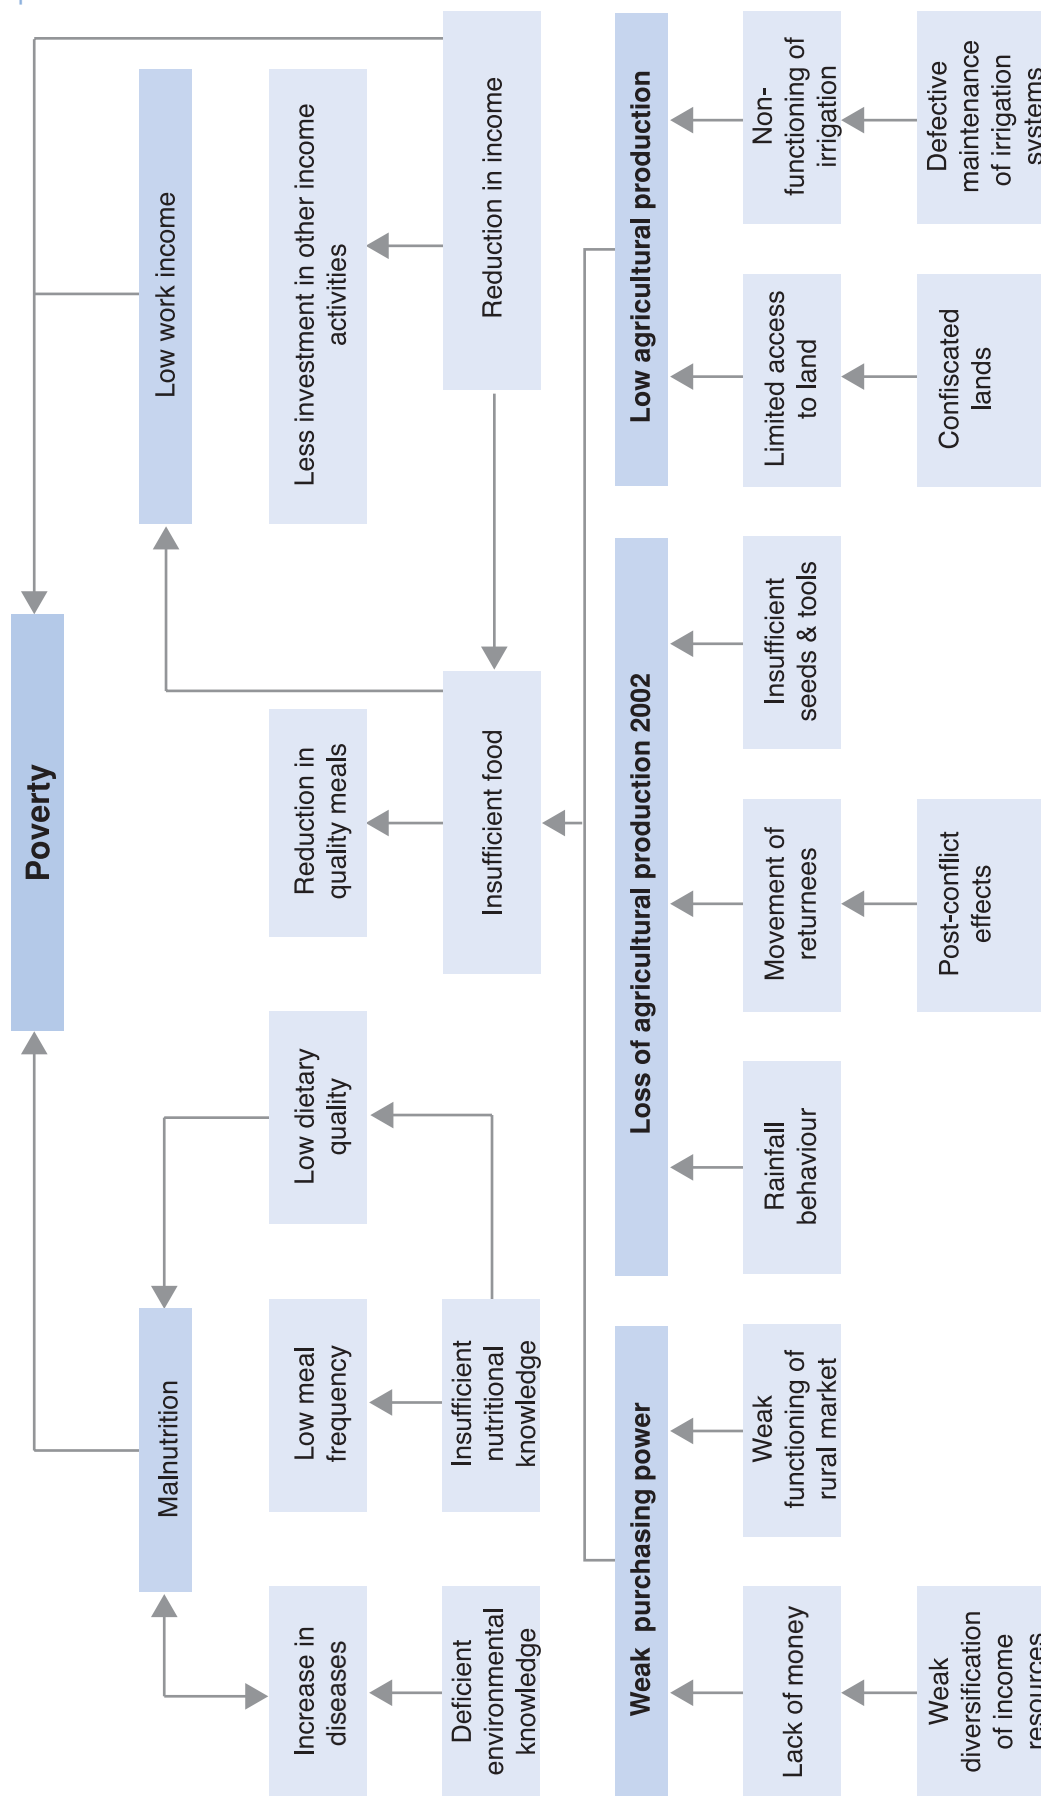 Poverty
Malnutrition
Low work income
Increase in
diseases
Low meal
frequency
Low dietary
quality
Reduction in
quality meals
Less investment in other income
activities
Deficient
environmental
knowledge
Insufficient
nutritional
knowledge
Insufficient food
Reduction in income
Weak purchasing power
Loss of agricultural production 2002
Low agricultural production
Lack of money
Weak
functioning of
rural market
Rainfall
behaviour
Movement of
returnees
Insufficient
seeds & tools
Limited access
to land
Non-
functioning of
irrigation
Weak
diversification
of income
resources
Post-conflict
effects
Confiscated
lands
Defective
maintenance
of irrigation
systems